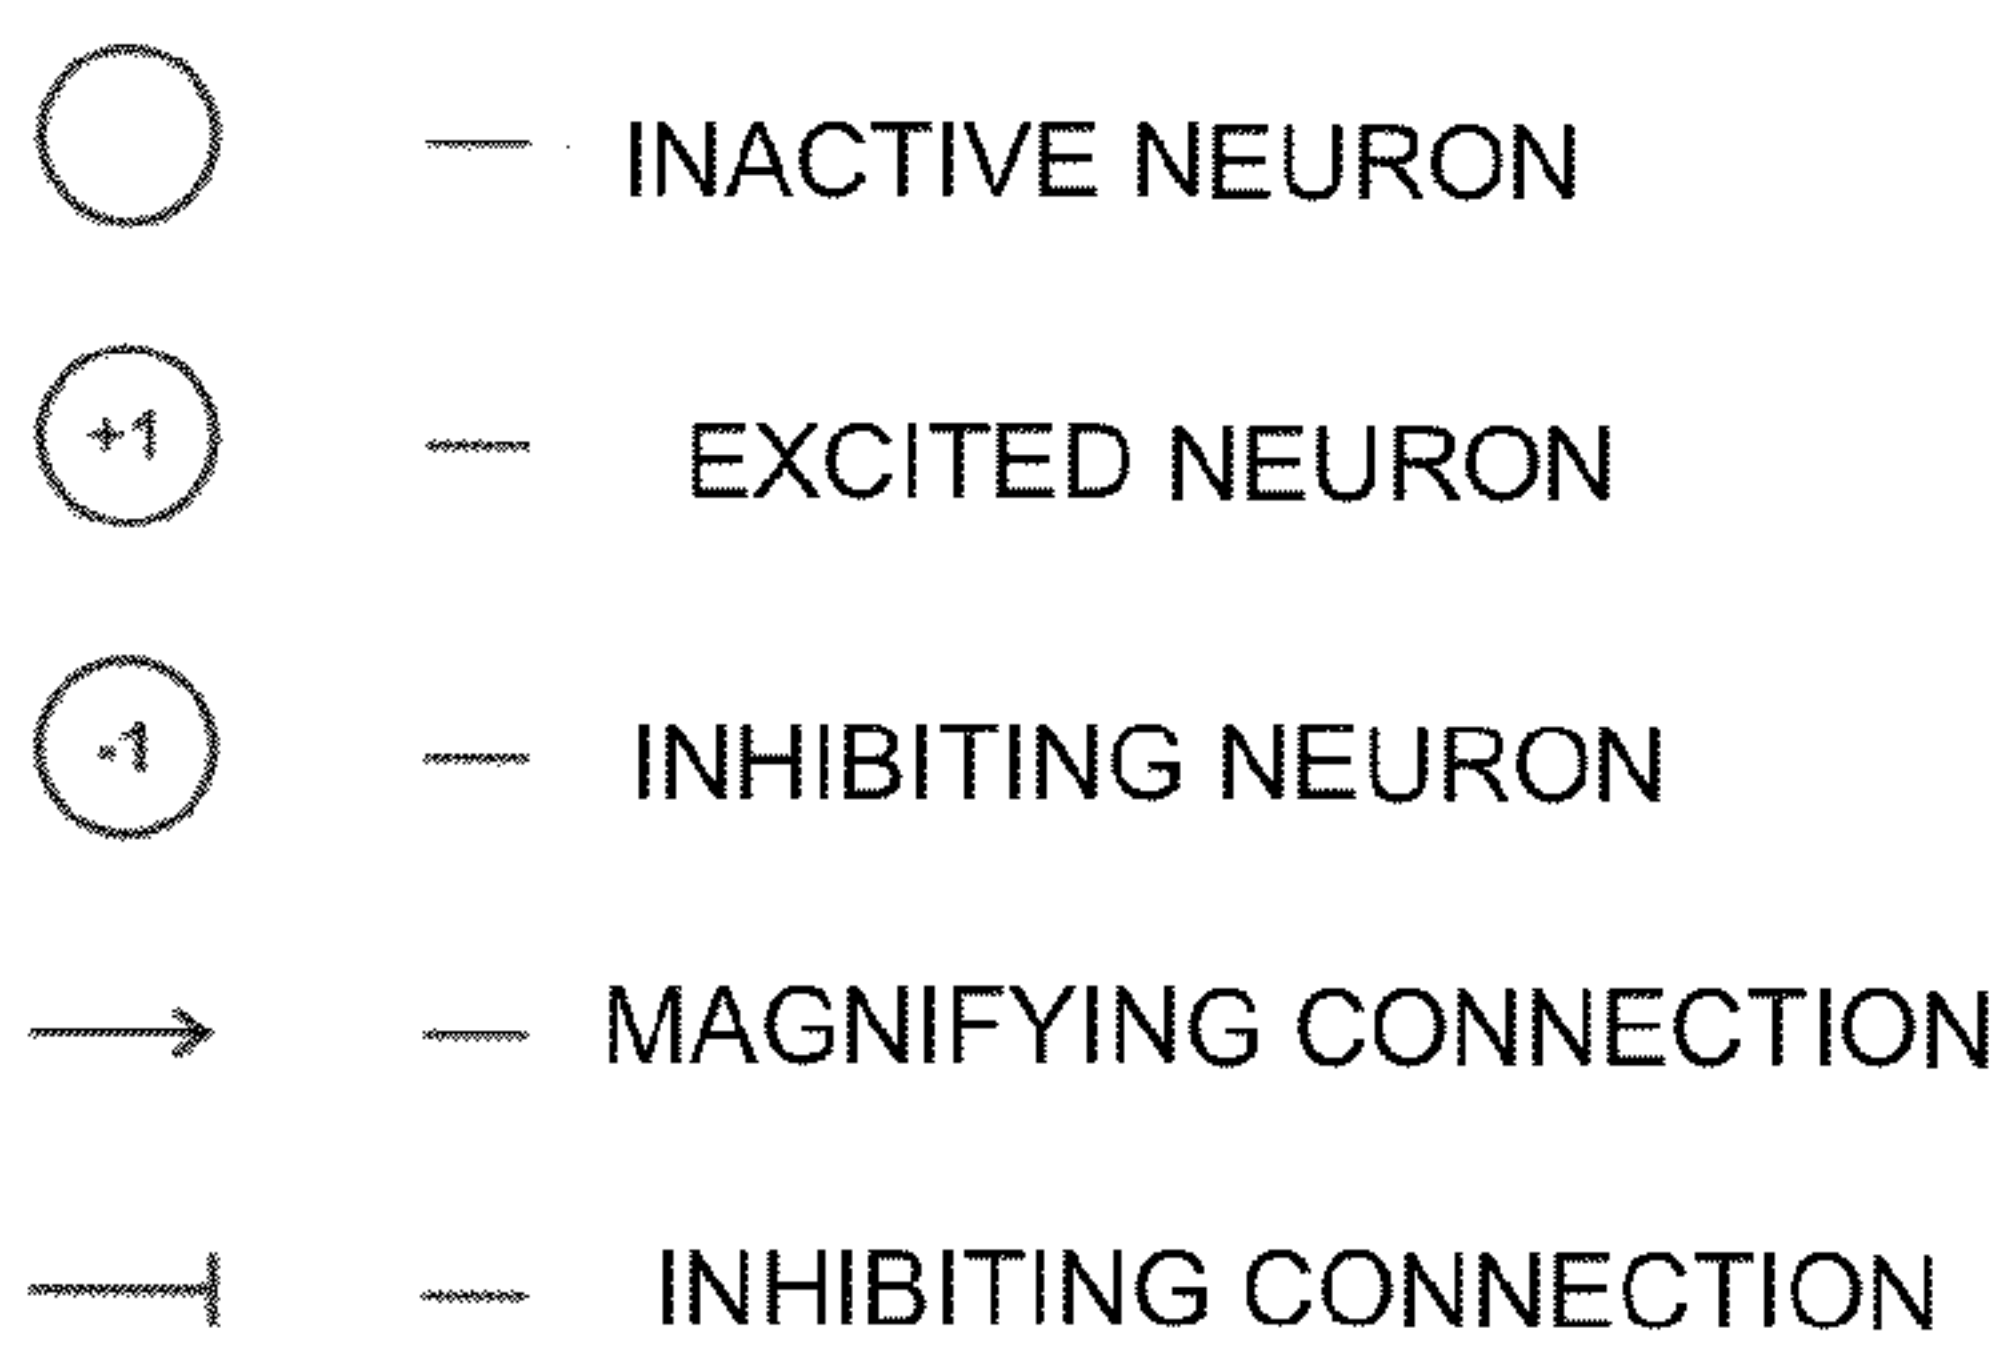 — INACTIVE NEURON
+1 — EXCITED NEURON
-1 — INHIBITING NEURON
— MAGNIFYING CONNECTION
— INHIBITING CONNECTION